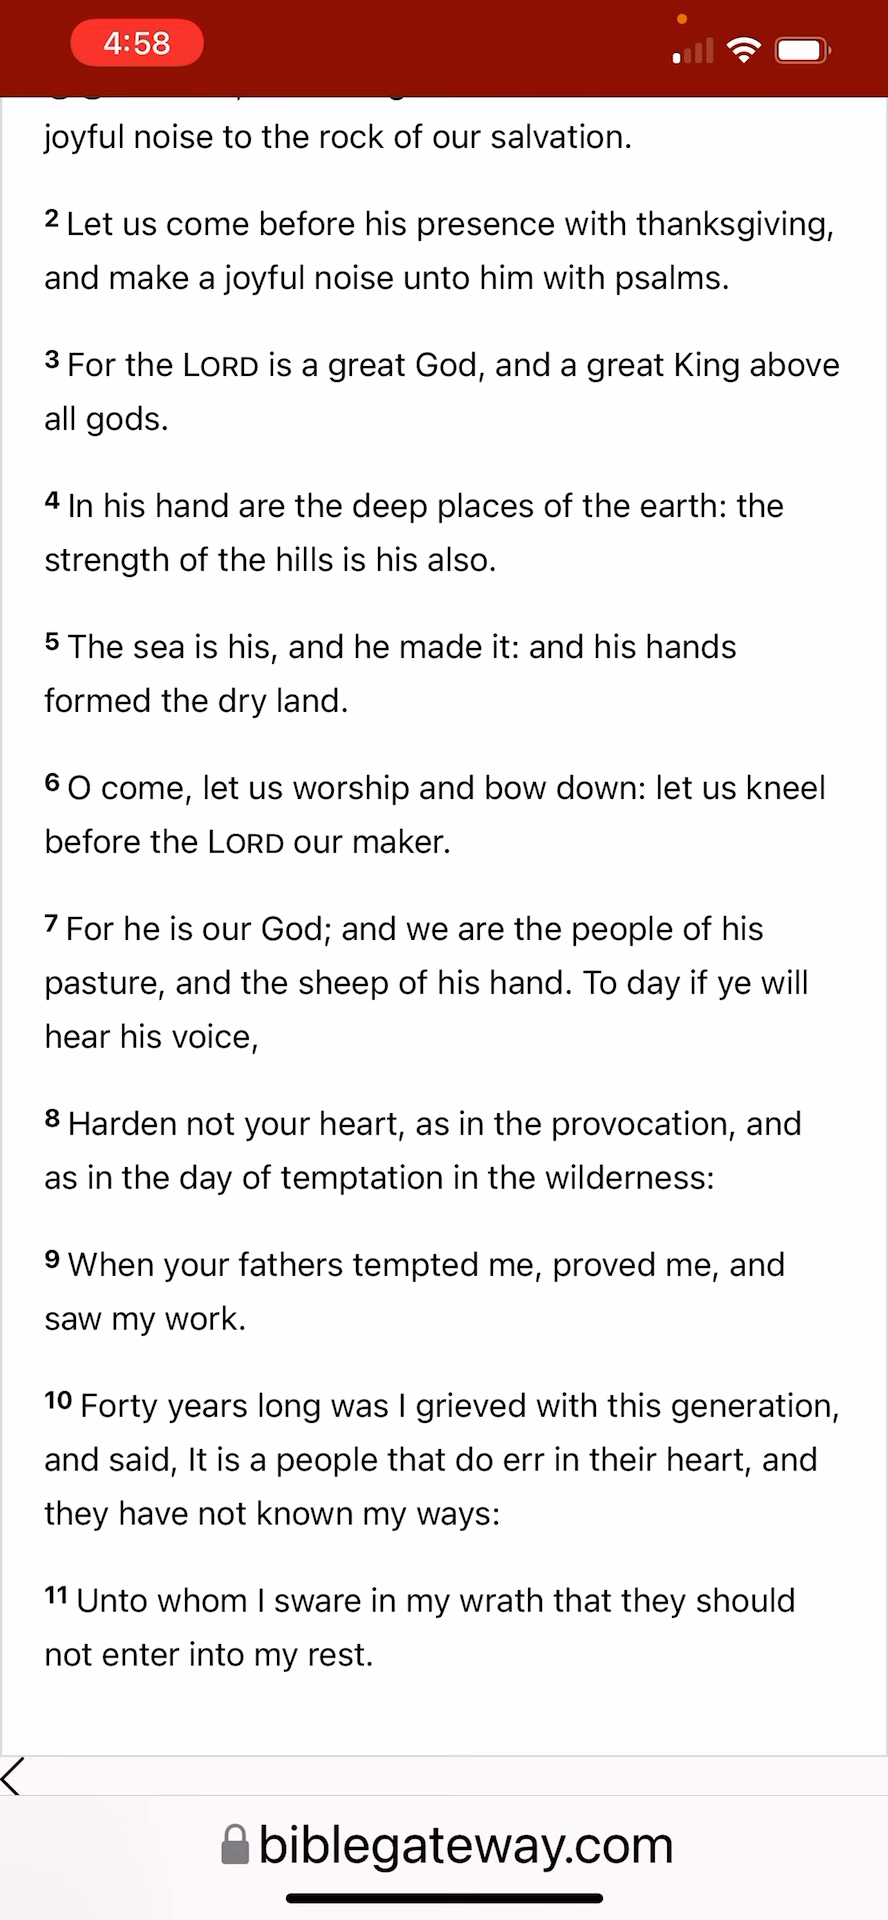 4:58
joyful noise to the rock of our salvation.
2 Let us come before his presence with thanksgiving,
and make a joyful noise unto him with psalms.
3 For the LORD is a great God, and a great King above
all gods.
4 In his hand are the deep places of the earth: the
strength of the hills is his also.
5 The sea is his, and he made it: and his hands
formed the dry land.
6 O come, let us worship and bow down: let us kneel
before the LORD our maker.
7 For he is our God; and we are the people of his
pasture, and the sheep of his hand. To day if ye will
hear his voice,
8 Harden not your heart, as in the provocation, and
as in the day of temptation in the wilderness:
9 When your fathers tempted me, proved me, and
saw my work.
10 Forty years long was I grieved with this generation,
and said, It is a people that do err in their heart, and
they have not known my ways:
11 Unto whom I sware in my wrath that they should
not enter into my rest.
biblegateway.com